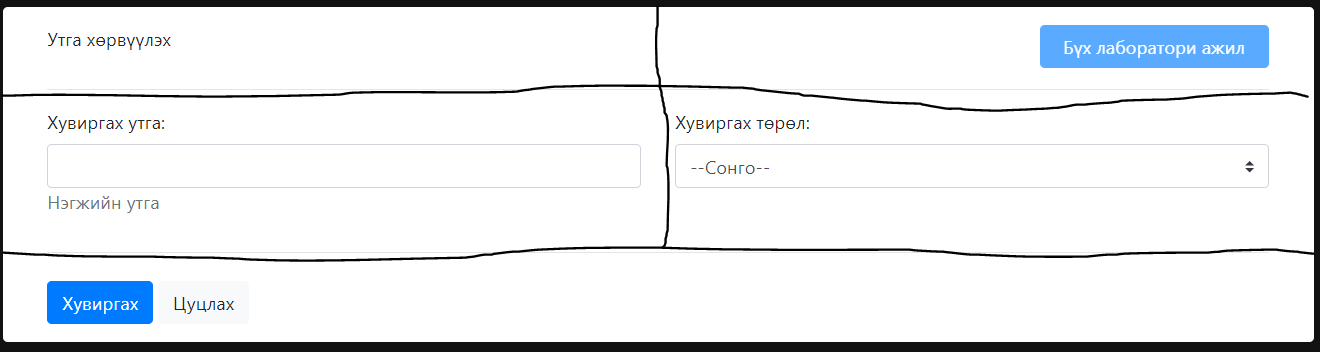 Утга хөрвүүлэх
Бүх лаборатори ажил
Хувиргах утга:
Хувиргах төрөл:
--Сонго--
Нэгжийн утга
Хувиргах
Цуцлах